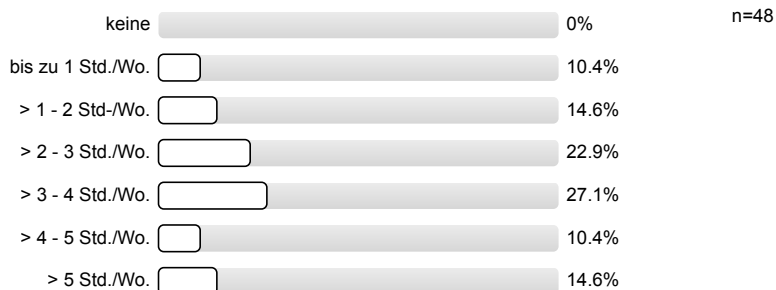 keine 0% n=48
bis zu 1 Std./Wo. 10.4%
> 1 - 2 Std-/Wo. 14.6%
> 2 - 3 Std./Wo. 22.9%
> 3 - 4 Std./Wo. 27.1%
> 4 - 5 Std./Wo. 10.4%
> 5 Std./Wo. 14.6%